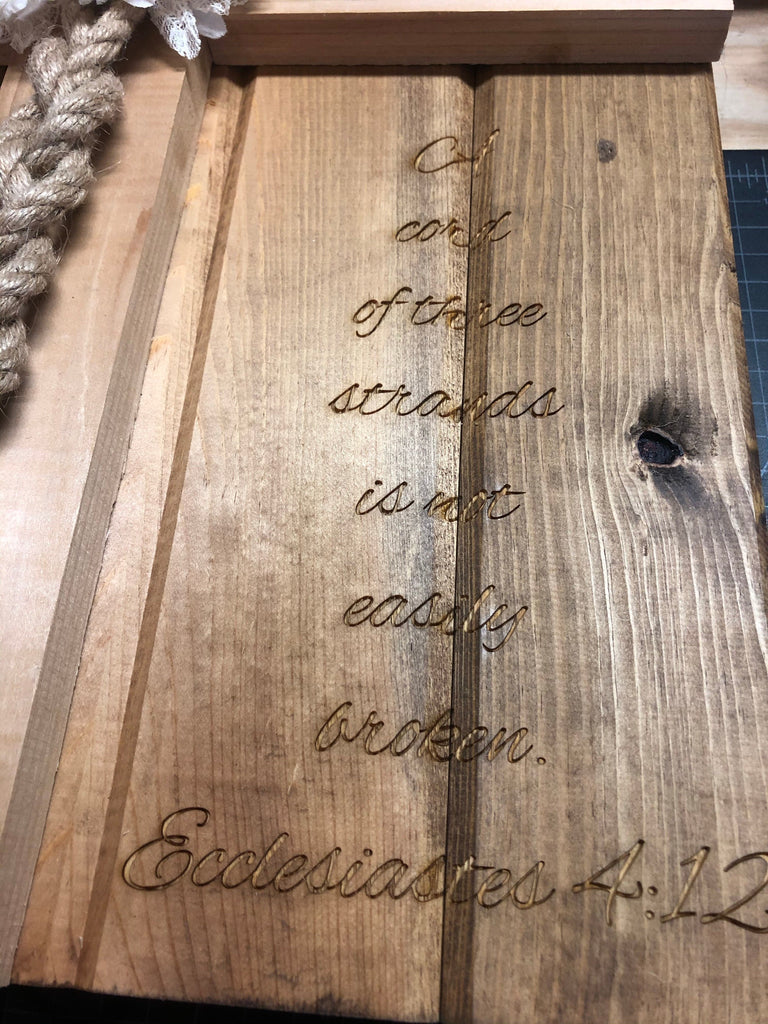 A
cord
of three
strands
is not
easily
broken.
Ecclesiastes 4:12